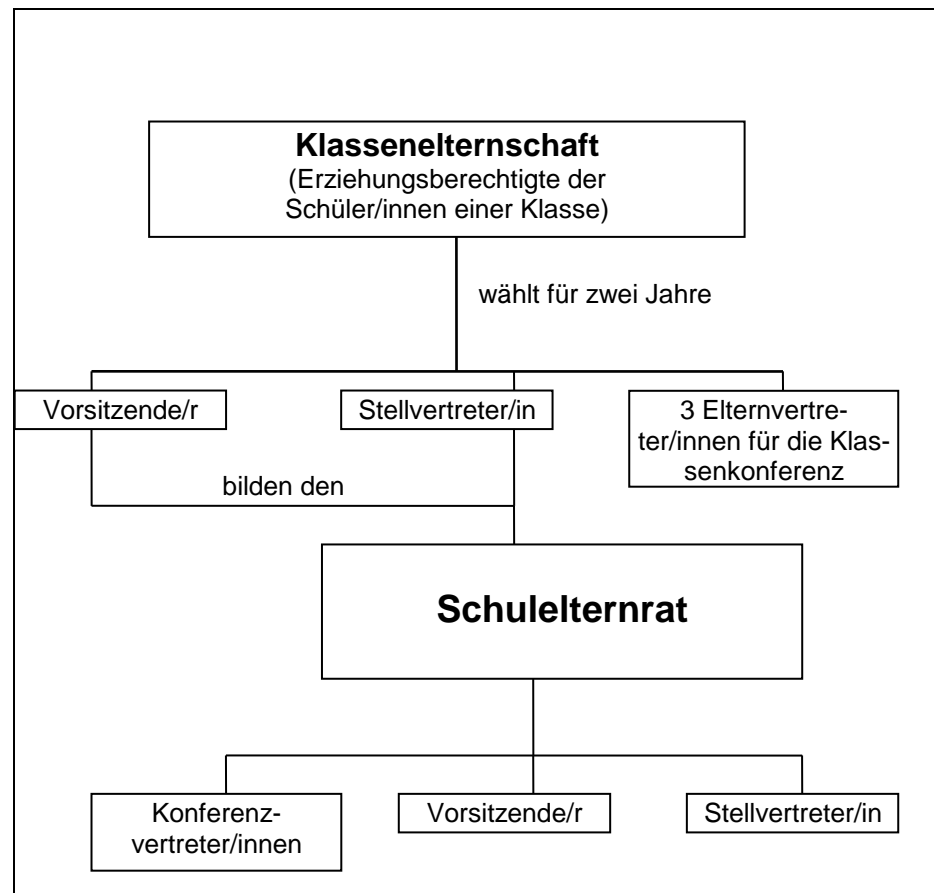 Klassenelternschaft
(Erziehungsberechtigte der
Schüler/innen einer Klasse)
wählt für zwei Jahre
Vorsitzende/r
Stellvertreter/in
3 Elternvertre-
ter/innen für die Klas-
senkonferenz
bilden den
Schulelternrat
Konferenz-
vertreter/innen
Vorsitzende/r
Stellvertreter/in